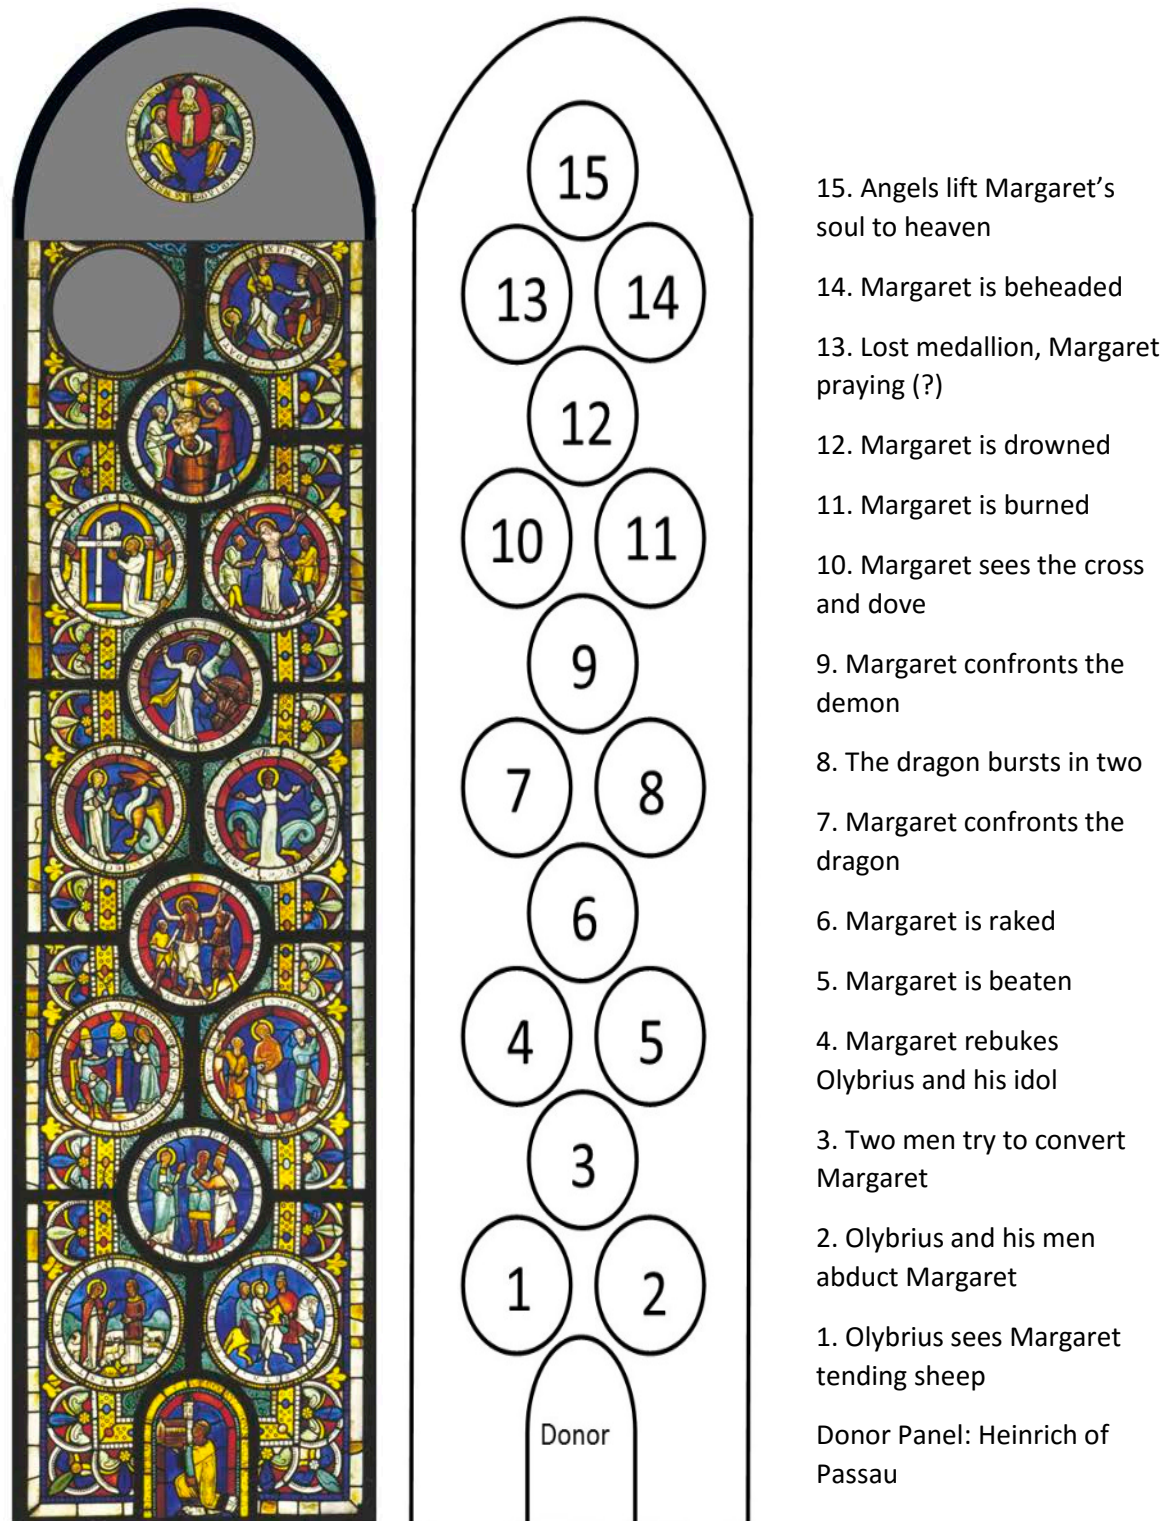 15
13
14
12
10
11
9
7
8
6
4
5
3
1
2
Donor
15. Angels lift Margaret’s
soul to heaven
14. Margaret is beheaded
13. Lost medallion, Margaret
praying (?)
12. Margaret is drowned
11. Margaret is burned
10. Margaret sees the cross
and dove
9. Margaret confronts the
demon
8. The dragon bursts in two
7. Margaret confronts the
dragon
6. Margaret is raked
5. Margaret is beaten
4. Margaret rebukes
Olybrius and his idol
3. Two men try to convert
Margaret
2. Olybrius and his men
abduct Margaret
1. Olybrius sees Margaret
tending sheep
Donor Panel: Heinrich of
Passau